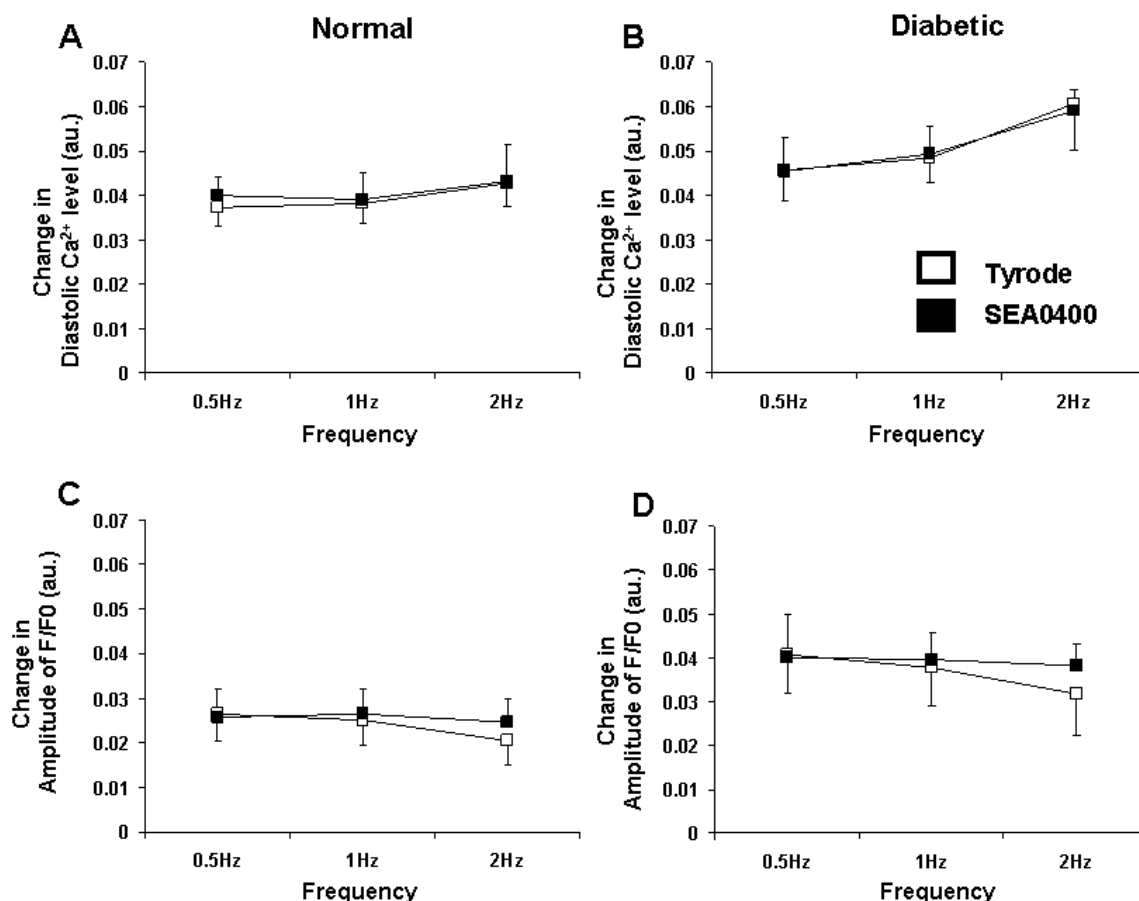 A
Normal
Change in
Diastolic Ca²⁺ level (au.)
0.07
0.06
0.05
0.04
0.03
0.02
0.01
0
0.5Hz 1Hz 2Hz
Frequency
B
Diabetic
Change in
Diastolic Ca²⁺ level (au.)
0.07
0.06
0.05
0.04
0.03
0.02
0.01
0
Tyrode
SEA0400
0.5Hz 1Hz 2Hz
Frequency
C
Change in
Amplitude of F/F0 (au.)
0.07
0.06
0.05
0.04
0.03
0.02
0.01
0
0.5Hz 1Hz 2Hz
Frequency
D
Change in
Amplitude of F/F0 (au.)
0.07
0.06
0.05
0.04
0.03
0.02
0.01
0
0.5Hz 1Hz 2Hz
Frequency